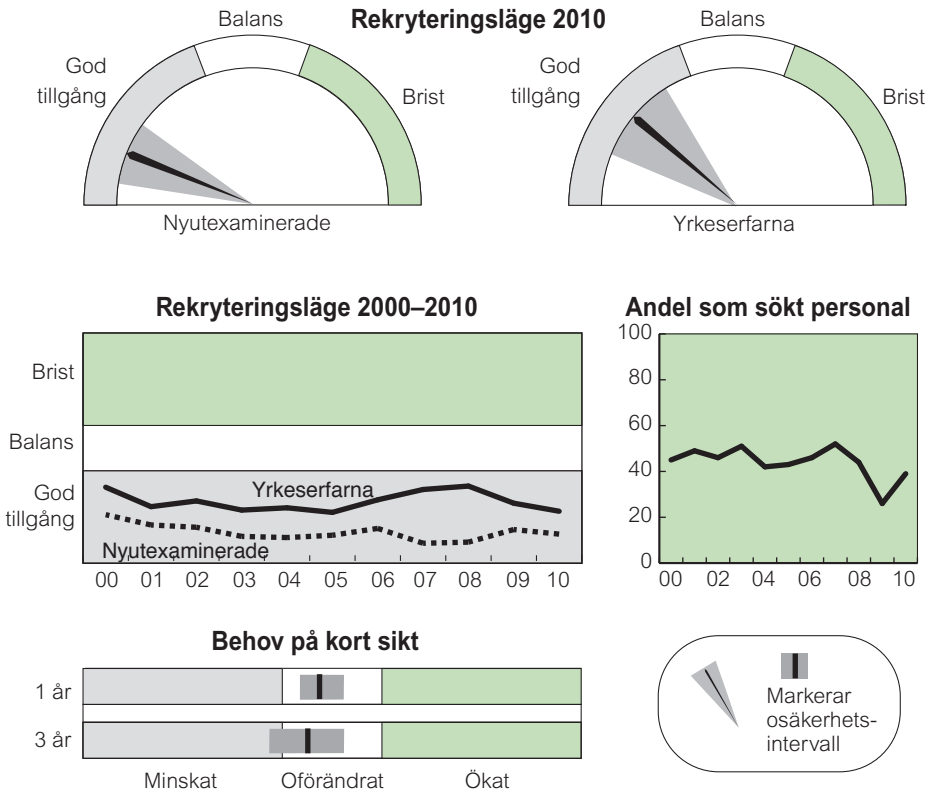 Rekryteringsläge 2010
Balans
God
tillgång
Brist
Nyutexaminerade
Balans
God
tillgång
Brist
Yrkeserfarna
Rekryteringsläge 2000–2010
Brist
Balans
God
tillgång
Yrkeserfarna
Nyutexaminerade
00 01 02 03 04 05 06 07 08 09 10
Andel som sökt personal
100
80
60
40
20
0
00 02 04 06 08 10
Behov på kort sikt
1 år
3 år
Minskat Oförändrat Ökat
Markerar
osäkerhets-
intervall